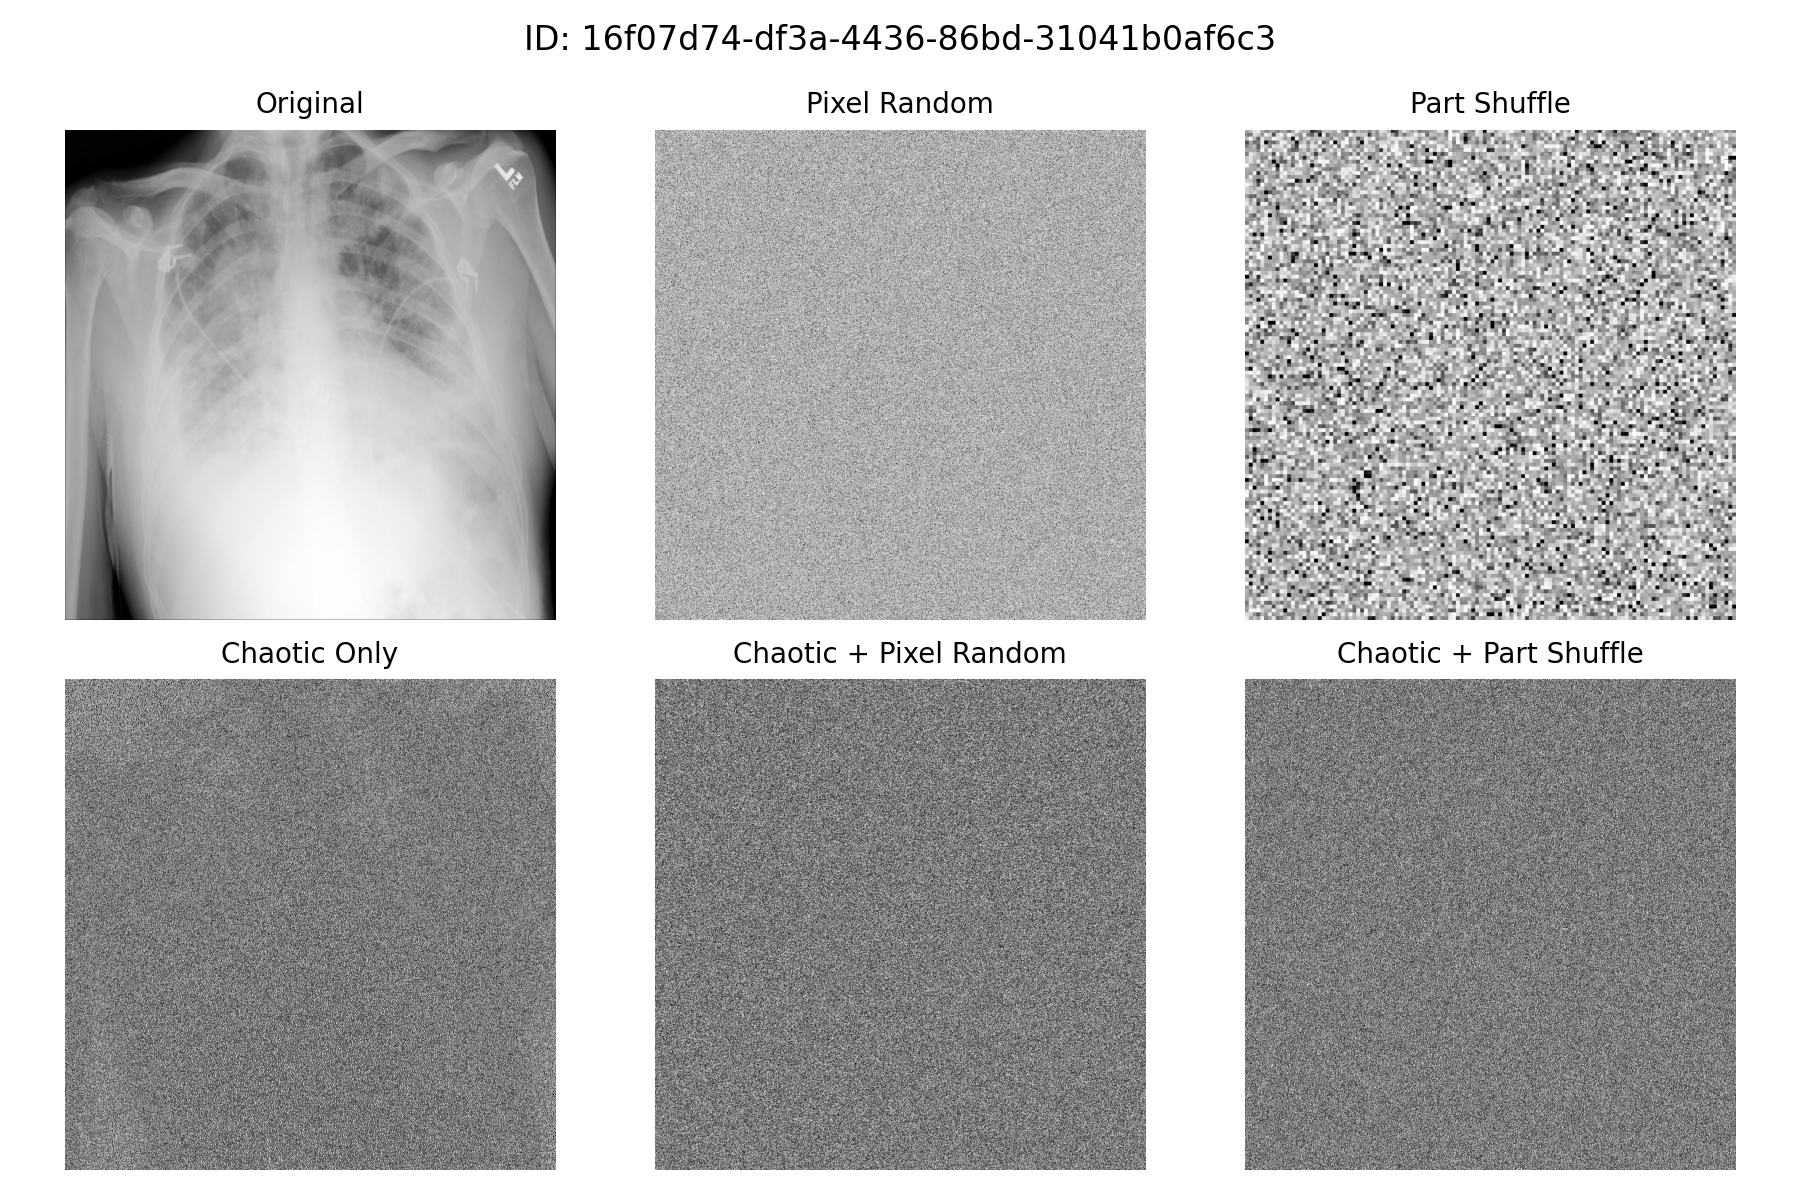 ID: 16f07d74-df3a-4436-86bd-31041b0af6c3
Original
Pixel Random
Part Shuffle
L
Chaotic Only
Chaotic + Pixel Random
Chaotic + Part Shuffle